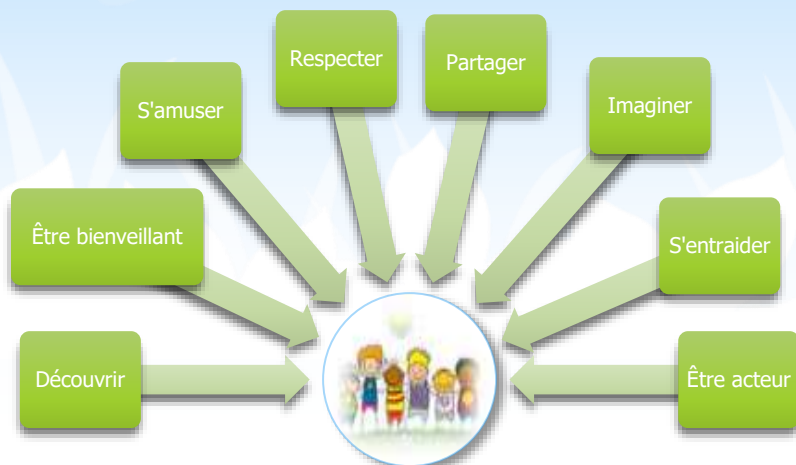 Respecter
Partager
S'amuser
Imaginer
Être bienveillant
S'entraider
Découvrir
Être acteur